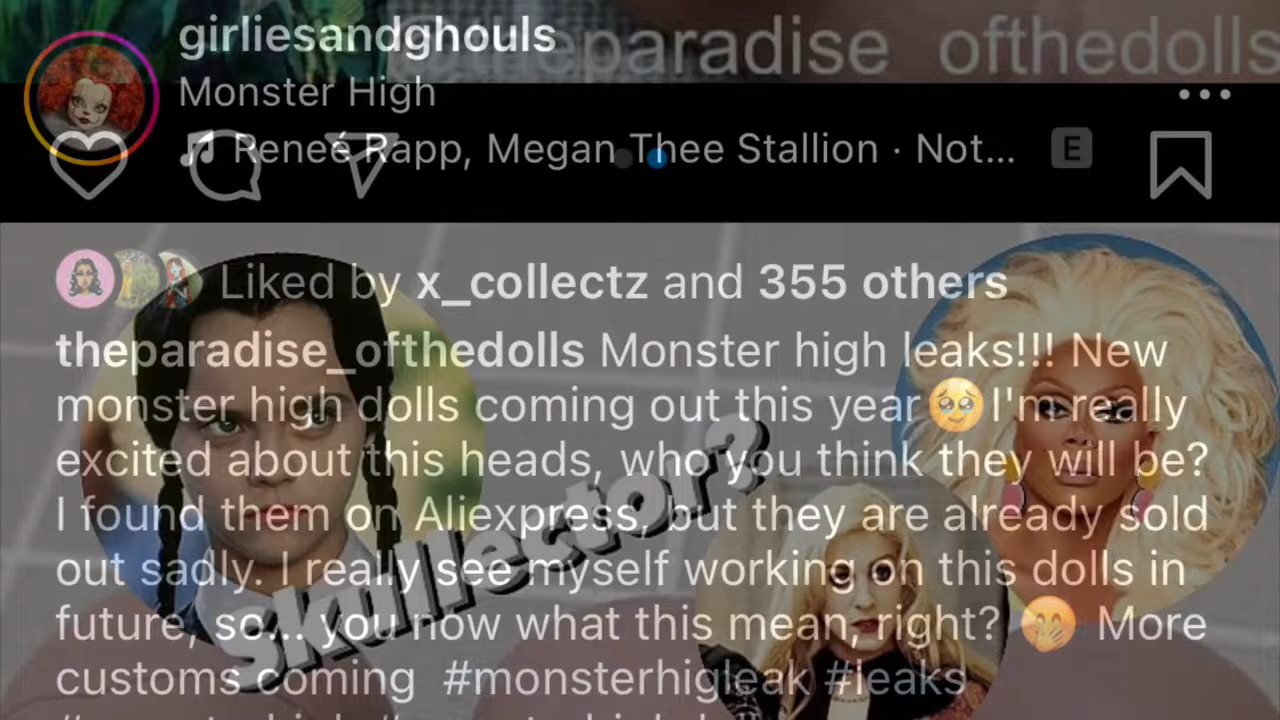 girliesandghouls
theparadise_ofthedolls
Monster High
Reneé Rapp, Megan Thee Stallion · Not... E
Liked by x_collectz and 355 others
theparadise_ofthedolls Monster high leaks!!! New
monster high dolls coming out this year🥹I'm really
excited about this heads, who you think they will be?
I found them on Aliexpress, but they are already sold
out sadly. I really see myself working on this dolls in
future, so... you now what this mean, right? 🤭 More
customs coming #monsterhigleak #leaks
Skullector?